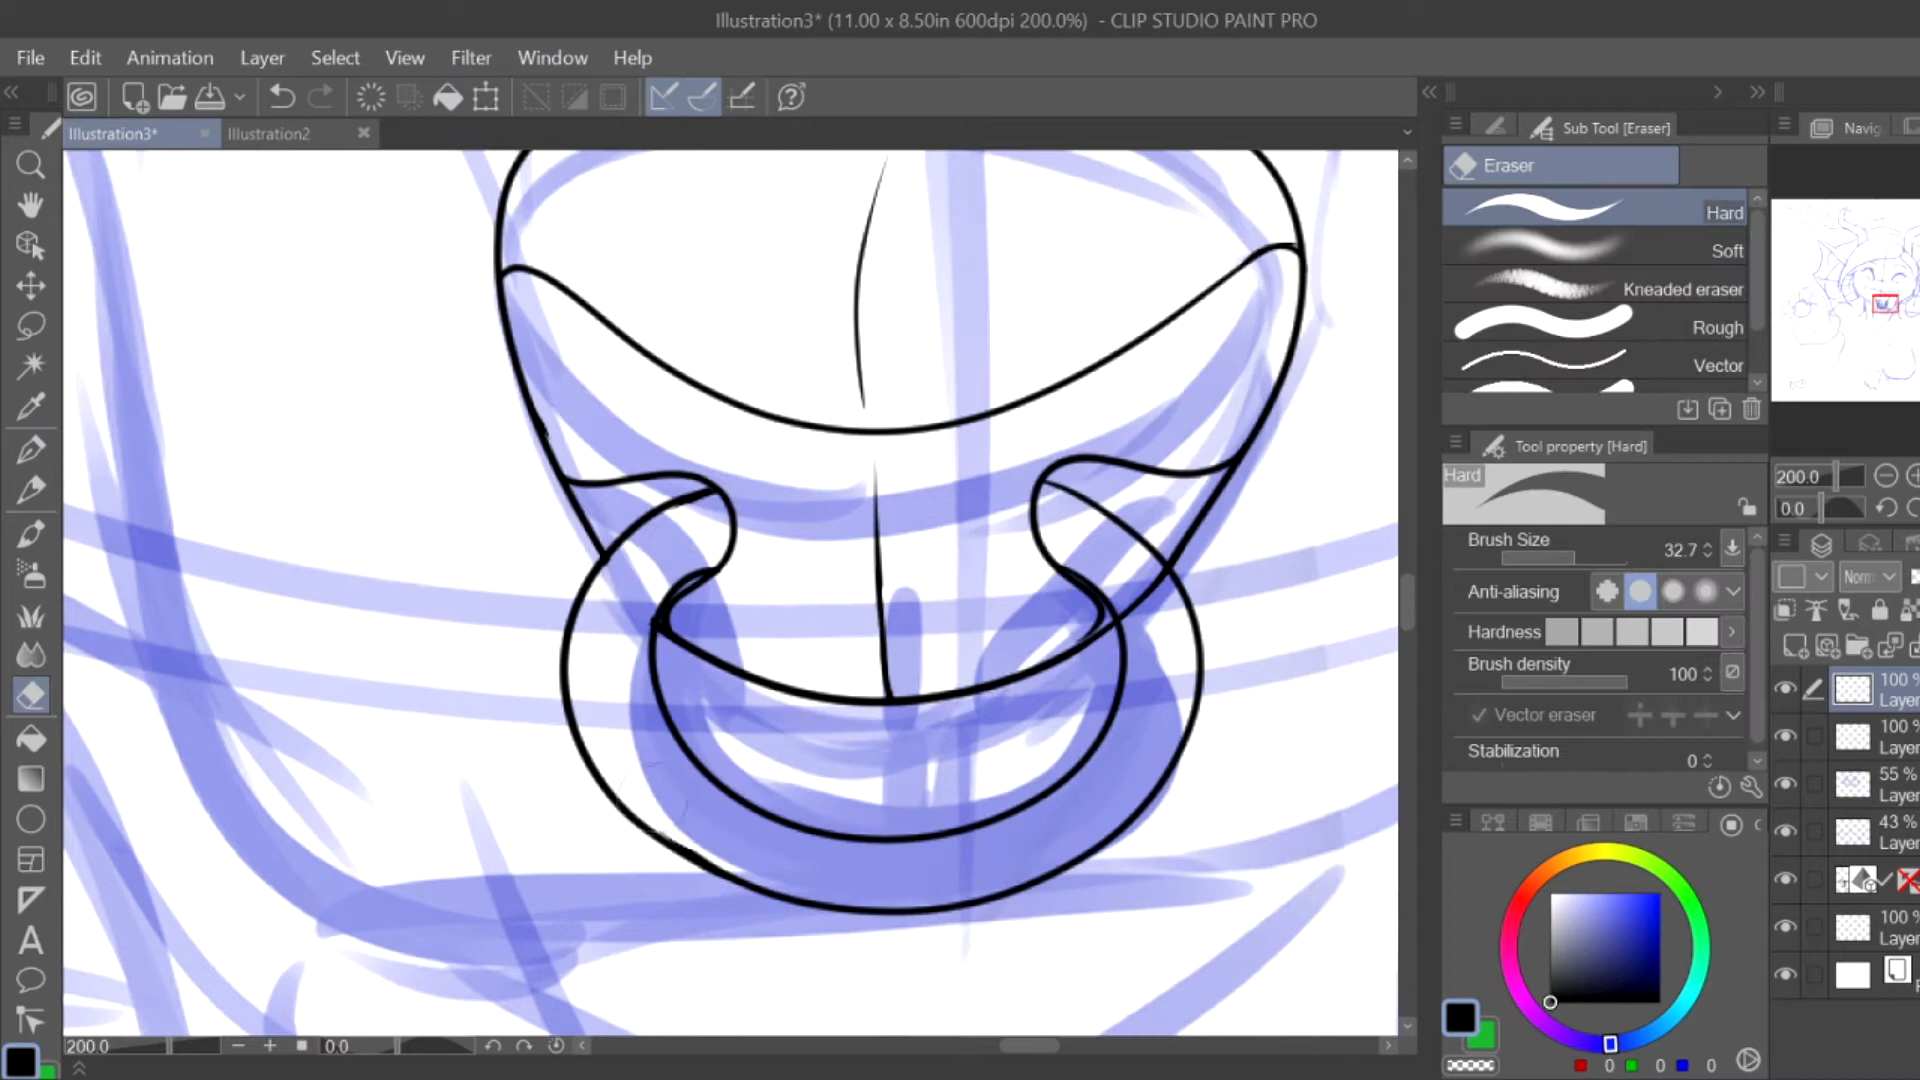 Illustration3* (11.00 x 8.50in 600dpi 200.0%) - CLIP STUDIO PAINT PRO
File Edit Animation Layer Select View Filter Window Help
Illustration3* Illustration2
Sub Tool [Eraser]
Navig
Eraser
Hard
Soft
Kneaded eraser
Rough
Vector
Tool property [Hard]
Hard
Brush Size 32.7
Anti-aliasing
Hardness
Brush density 100
Vector eraser
Stabilization 0
200.0
0.0
Norm
100 %
Layer
100 %
Layer
55 %
Layer
43 %
Layer
100 %
Layer
0 0 0
200.0 0.0